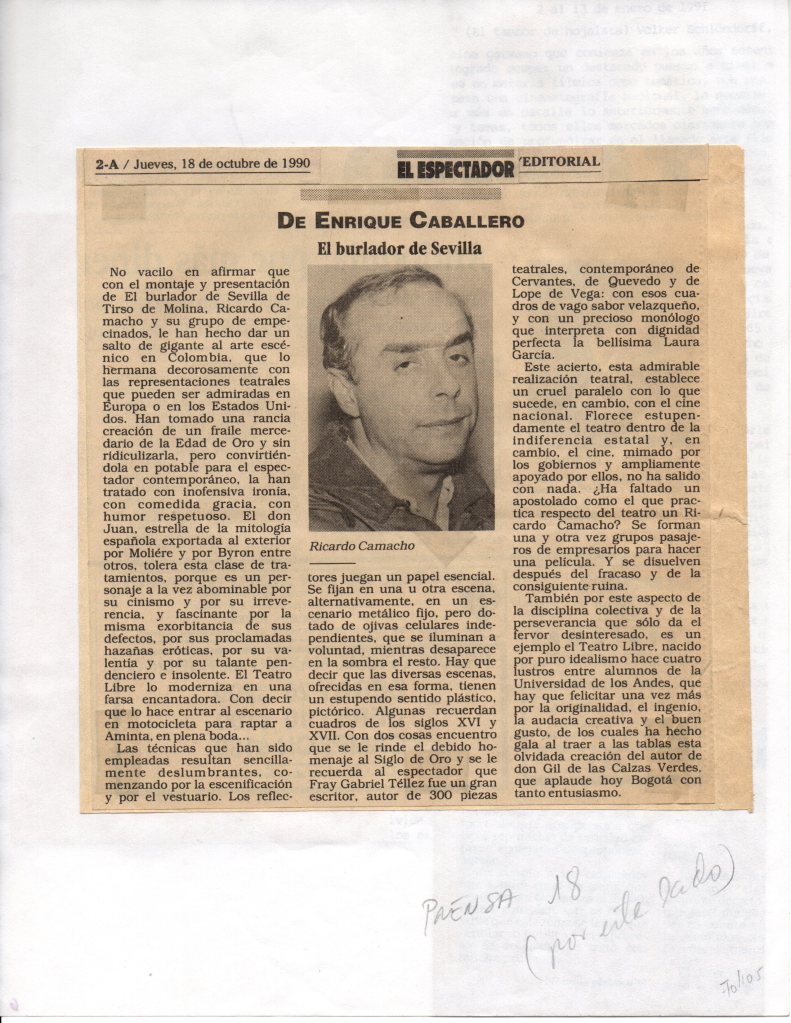 2-A / Jueves, 18 de octubre de 1990
EL ESPECTADOR
EDITORIAL
DE ENRIQUE CABALLERO
El burlador de Sevilla
No vacilo en afirmar que
con el montaje y presentación
de El burlador de Sevilla de
Tirso de Molina, Ricardo Ca-
macho y su grupo de empe-
cinados, le han hecho dar un
salto de gigante al arte escé-
nico en Colombia, que lo
hermana decorosamente con
las representaciones teatrales
que pueden ser admiradas en
Europa o en los Estados Uni-
dos. Han tomado una rancia
creación de un fraile merce-
dario de la Edad de Oro y sin
ridiculizarla, pero convirtién-
dola en potable para el espec-
tador contemporáneo, la han
tratado con inofensiva ironia,
con comedida gracia, con
humor respetuoso. El don
Juan, estrella de la mitología
española exportada al exterior
por Moliére y por Byron entre
otros, tolera esta clase de tra-
tamientos, porque es un per-
sonaje a la vez abominable por
su cinismo y por su irreve-
rencia, y fascinante por la
misma exorbitancia de sus
defectos, por sus proclamadas
hazañas eróticas, por su va-
lentía y por su talante pen-
denciero e insolente. El Teatro
Libre lo moderniza en una
farsa encantadora. Con decir
que lo hace entrar al escenario
en motocicleta para raptar a
Aminta, en plena boda...
Las técnicas que han sido
empleadas resultan sencilla-
mente deslumbrantes, co-
menzando por la escenificación
y por el vestuario. Los reflec-
Ricardo Camacho
tores juegan un papel esencial.
Se fijan en una u otra escena,
alternativamente, en un es-
cenario metálico fijo, pero do-
tado de ojivas celulares inde-
pendientes, que se iluminan a
voluntad, mientras desaparece
en la sombra el resto. Hay que
decir que las diversas escenas,
ofrecidas en esa forma, tienen
un estupendo sentido plástico,
pictórico. Algunas recuerdan
cuadros de los siglos XVI y
XVII. Con dos cosas encuentro
que se le rinde el debido ho-
menaje al Siglo de Oro y se le
recuerda al espectador que
Fray Gabriel Téllez fue un gran
escritor, autor de 300 piezas
teatrales, contemporáneo de
Cervantes, de Quevedo y de
Lope de Vega: con esos cua-
dros de vago sabor velazqueño,
y con un precioso monólogo
que interpreta con dignidad
perfecta la bellísima Laura
García.
Este acierto, esta admirable
realización teatral, establece
un cruel paralelo con lo que
sucede, en cambio, con el cine
nacional. Florece estupen-
damente el teatro dentro de la
indiferencia estatal y, en
cambio, el cine, mimado por
los gobiernos y ampliamente
apoyado por ellos, no ha salido
con nada. ¿Ha faltado un
apostolado como el que prac-
tica respecto del teatro un Ri-
cardo Camacho? Se forman
una y otra vez grupos pasaje-
ros de empresarios para hacer
una película. Y se disuelven
después del fracaso y de la
consiguiente ruina.
También por este aspecto de
la disciplina colectiva y de la
perseverancia que sólo da el
fervor desinteresado, es un
ejemplo el Teatro Libre, nacido
por puro idealismo hace cuatro
lustros entre alumnos de la
Universidad de los Andes, que
hay que felicitar una vez más
por la originalidad, el ingenio,
la audacia creativa y el buen
gusto, de los cuales ha hecho
gala al traer a las tablas esta
olvidada creación del autor de
don Gil de las Calzas Verdes,
que aplaude hoy Bogotá con
tanto entusiasmo.
PRENSA 18
(por este lado)